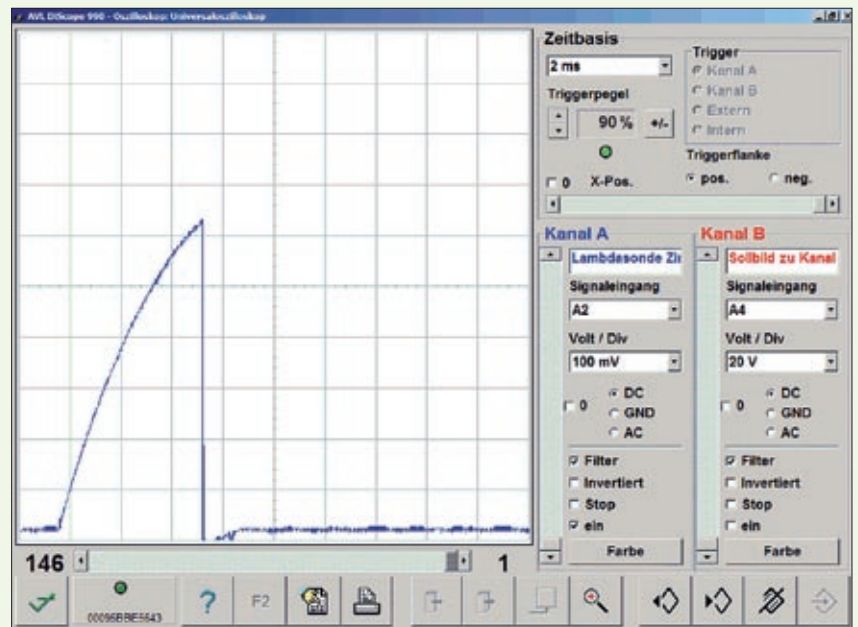 AVL DiScope 990 - Oszilloskop: Universaloszilloskop
Zeitbasis
2 ms
Triggerpegel
90 % +/-
0 X-Pos.
Trigger
Kanal A
Kanal B
Extern
Intern
Triggerflanke
pos. neg.
Kanal A
Lambdasonde Zi
Signaleingang
A2
Volt / Div
100 mV
0
DC
GND
AC
Filter
Invertiert
Stop
ein
Farbe
Kanal B
Sollbild zu Kanal
Signaleingang
A4
Volt / Div
20 V
0
DC
GND
AC
Filter
Invertiert
Stop
ein
Farbe
146 1
? F2